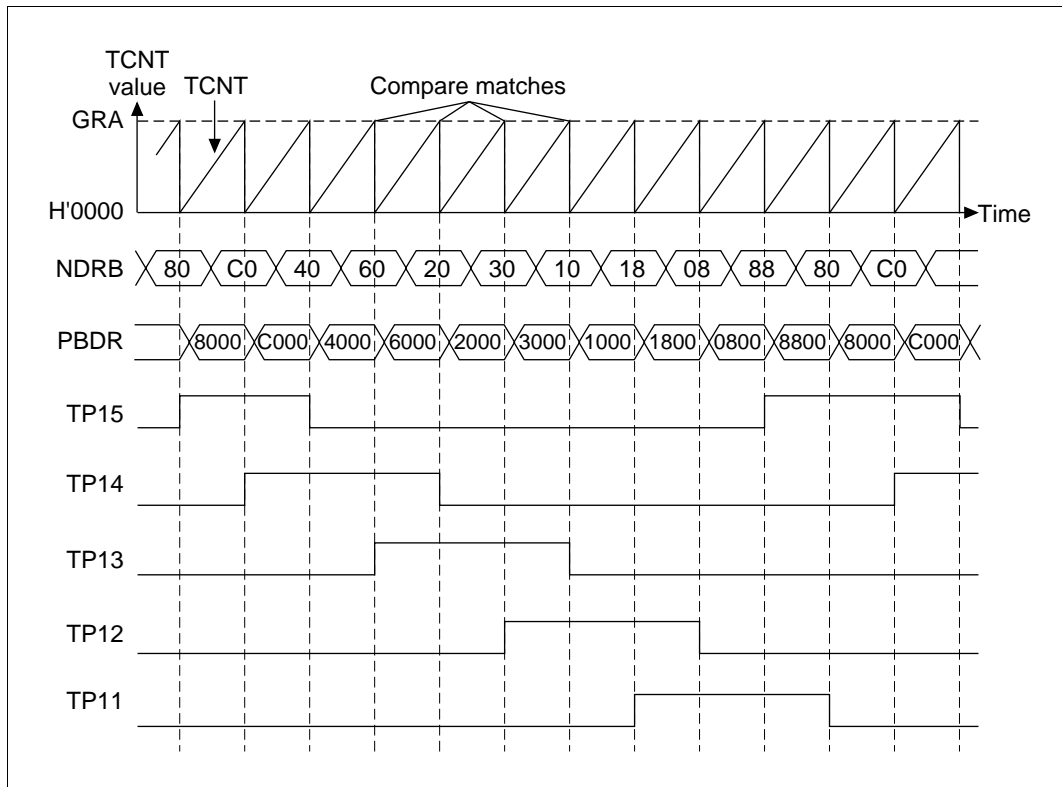 TCNT
value
TCNT
Compare matches
GRA
H'0000
Time
NDRB 80 C0 40 60 20 30 10 18 08 88 80 C0
PBDR 8000 C000 4000 6000 2000 3000 1000 1800 0800 8800 8000 C000
TP15
TP14
TP13
TP12
TP11